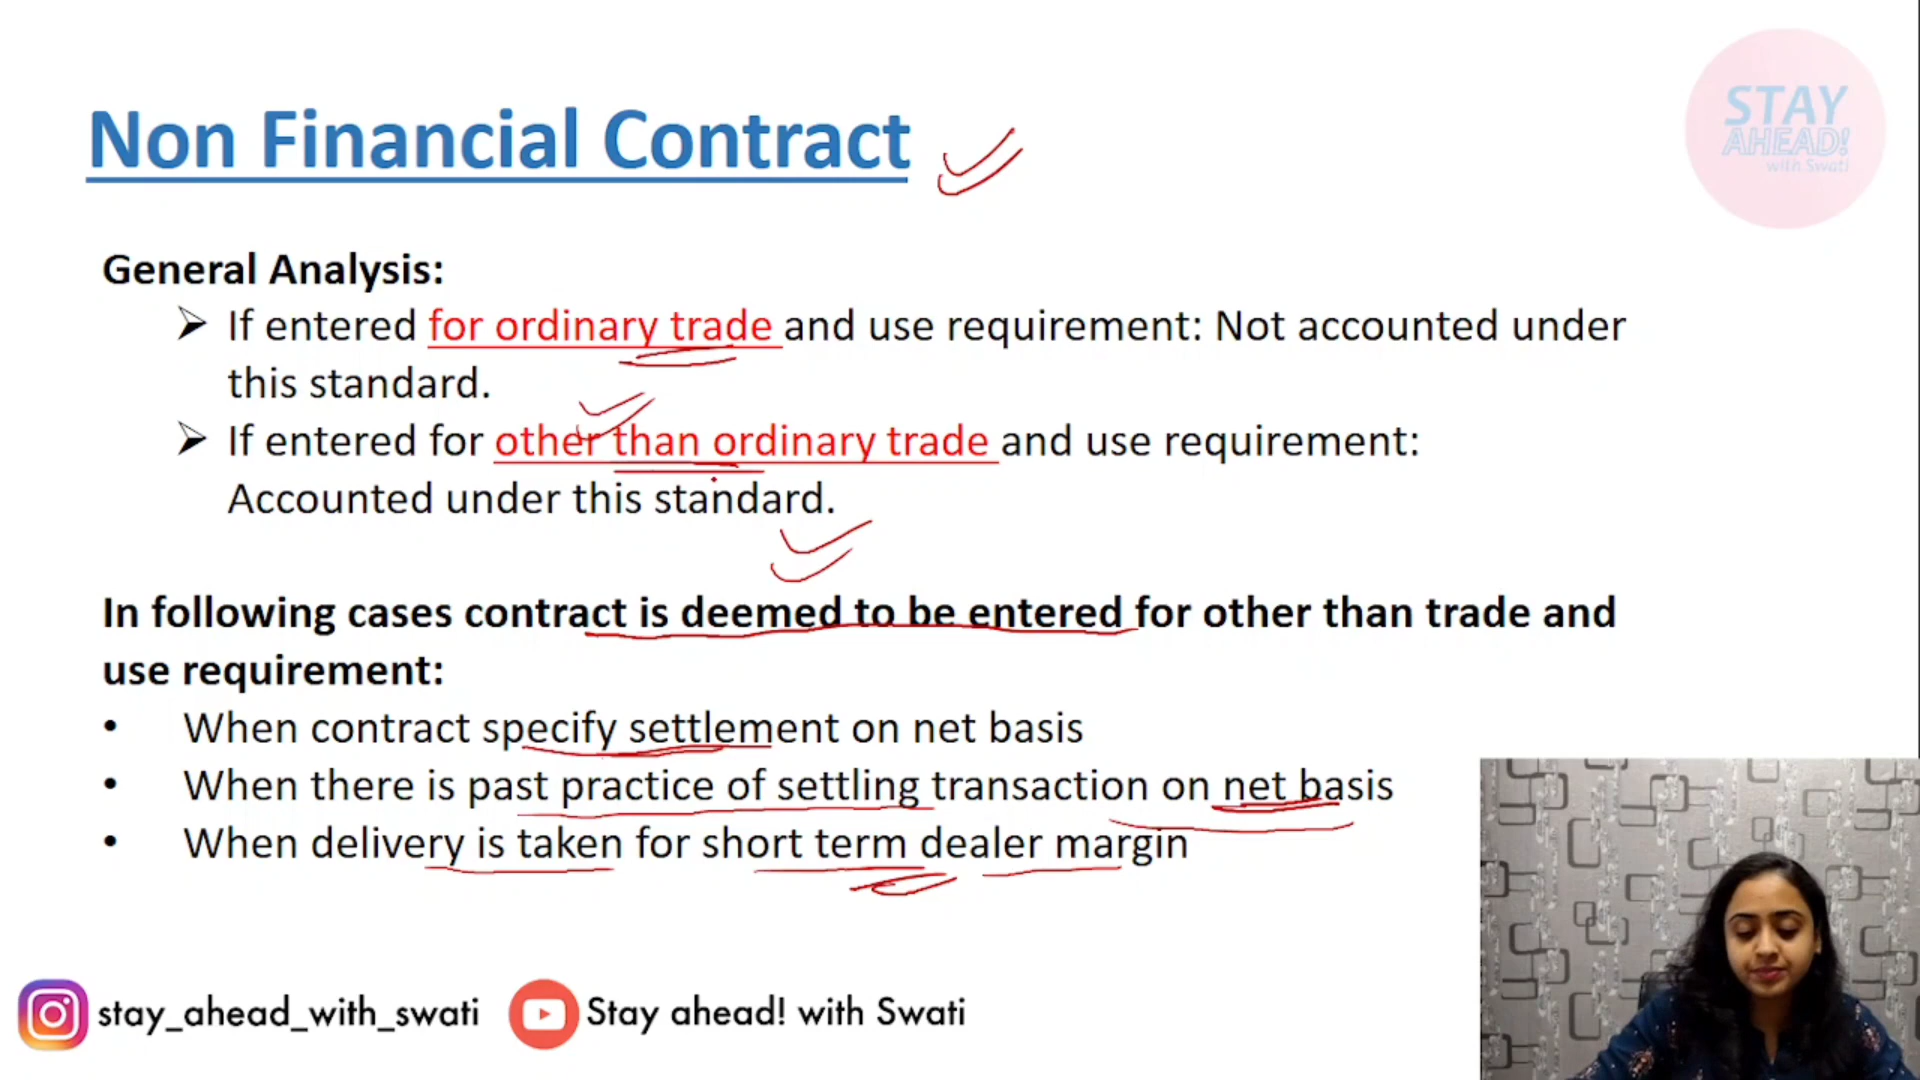 STAY
AHEAD!
with Swati
Non Financial Contract
General Analysis:
➢ If entered for ordinary trade and use requirement: Not accounted under
this standard.
➢ If entered for other than ordinary trade and use requirement:
Accounted under this standard.
In following cases contract is deemed to be entered for other than trade and
use requirement:
• When contract specify settlement on net basis
• When there is past practice of settling transaction on net basis
• When delivery is taken for short term dealer margin
stay_ahead_with_swati Stay ahead! with Swati